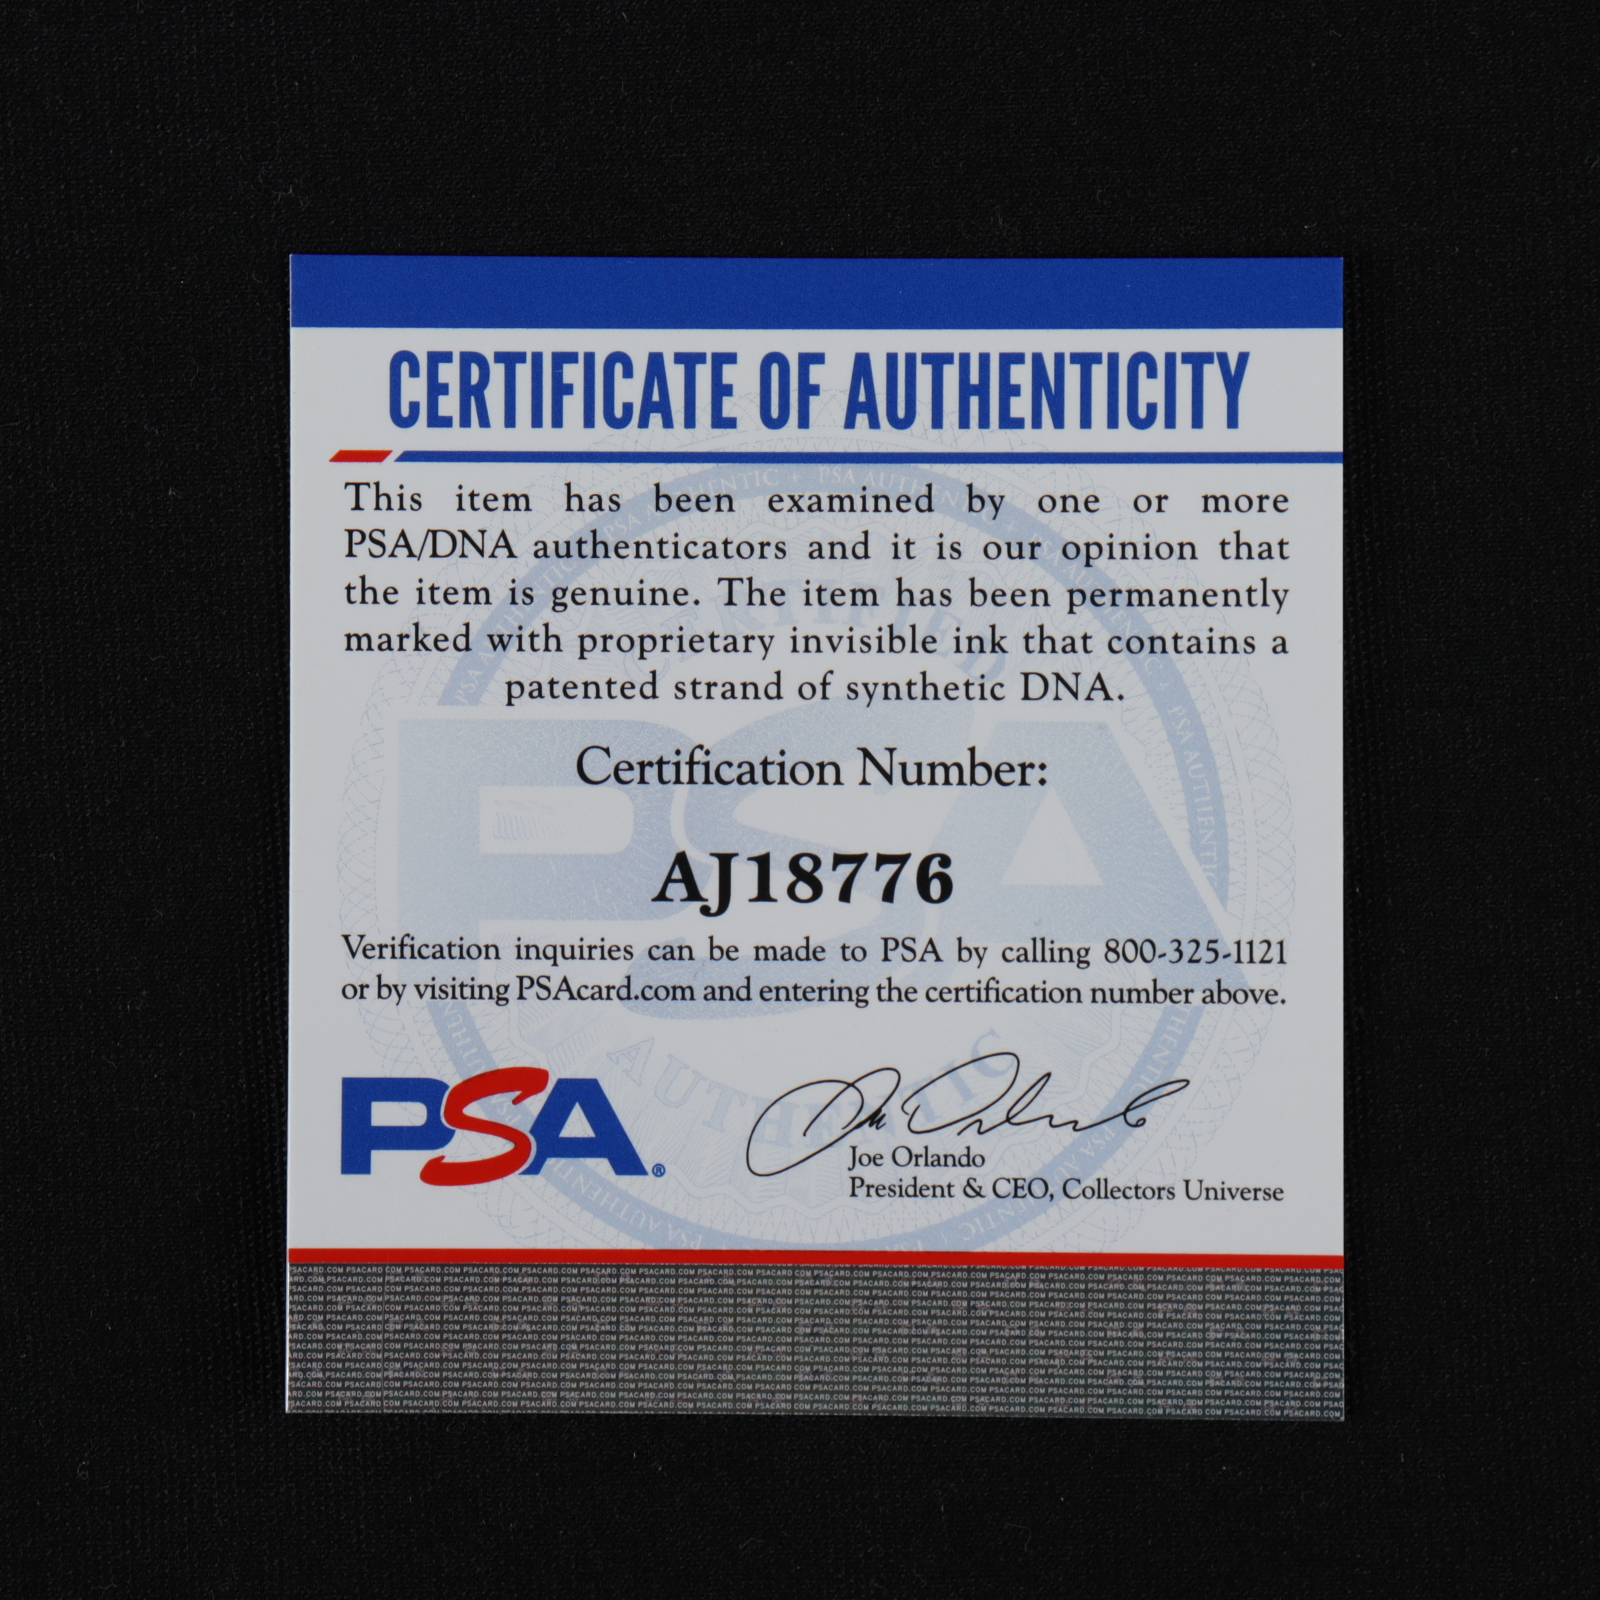 CERTIFICATE OF AUTHENTICITY
This item has been examined by one or more
PSA/DNA authenticators and it is our opinion that
the item is genuine. The item has been permanently
marked with proprietary invisible ink that contains a
patented strand of synthetic DNA.
Certification Number:
AJ18776
Verification inquiries can be made to PSA by calling 800-325-1121
or by visiting PSAcard.com and entering the certification number above.
PSA®
Joe Orlando
President & CEO, Collectors Universe